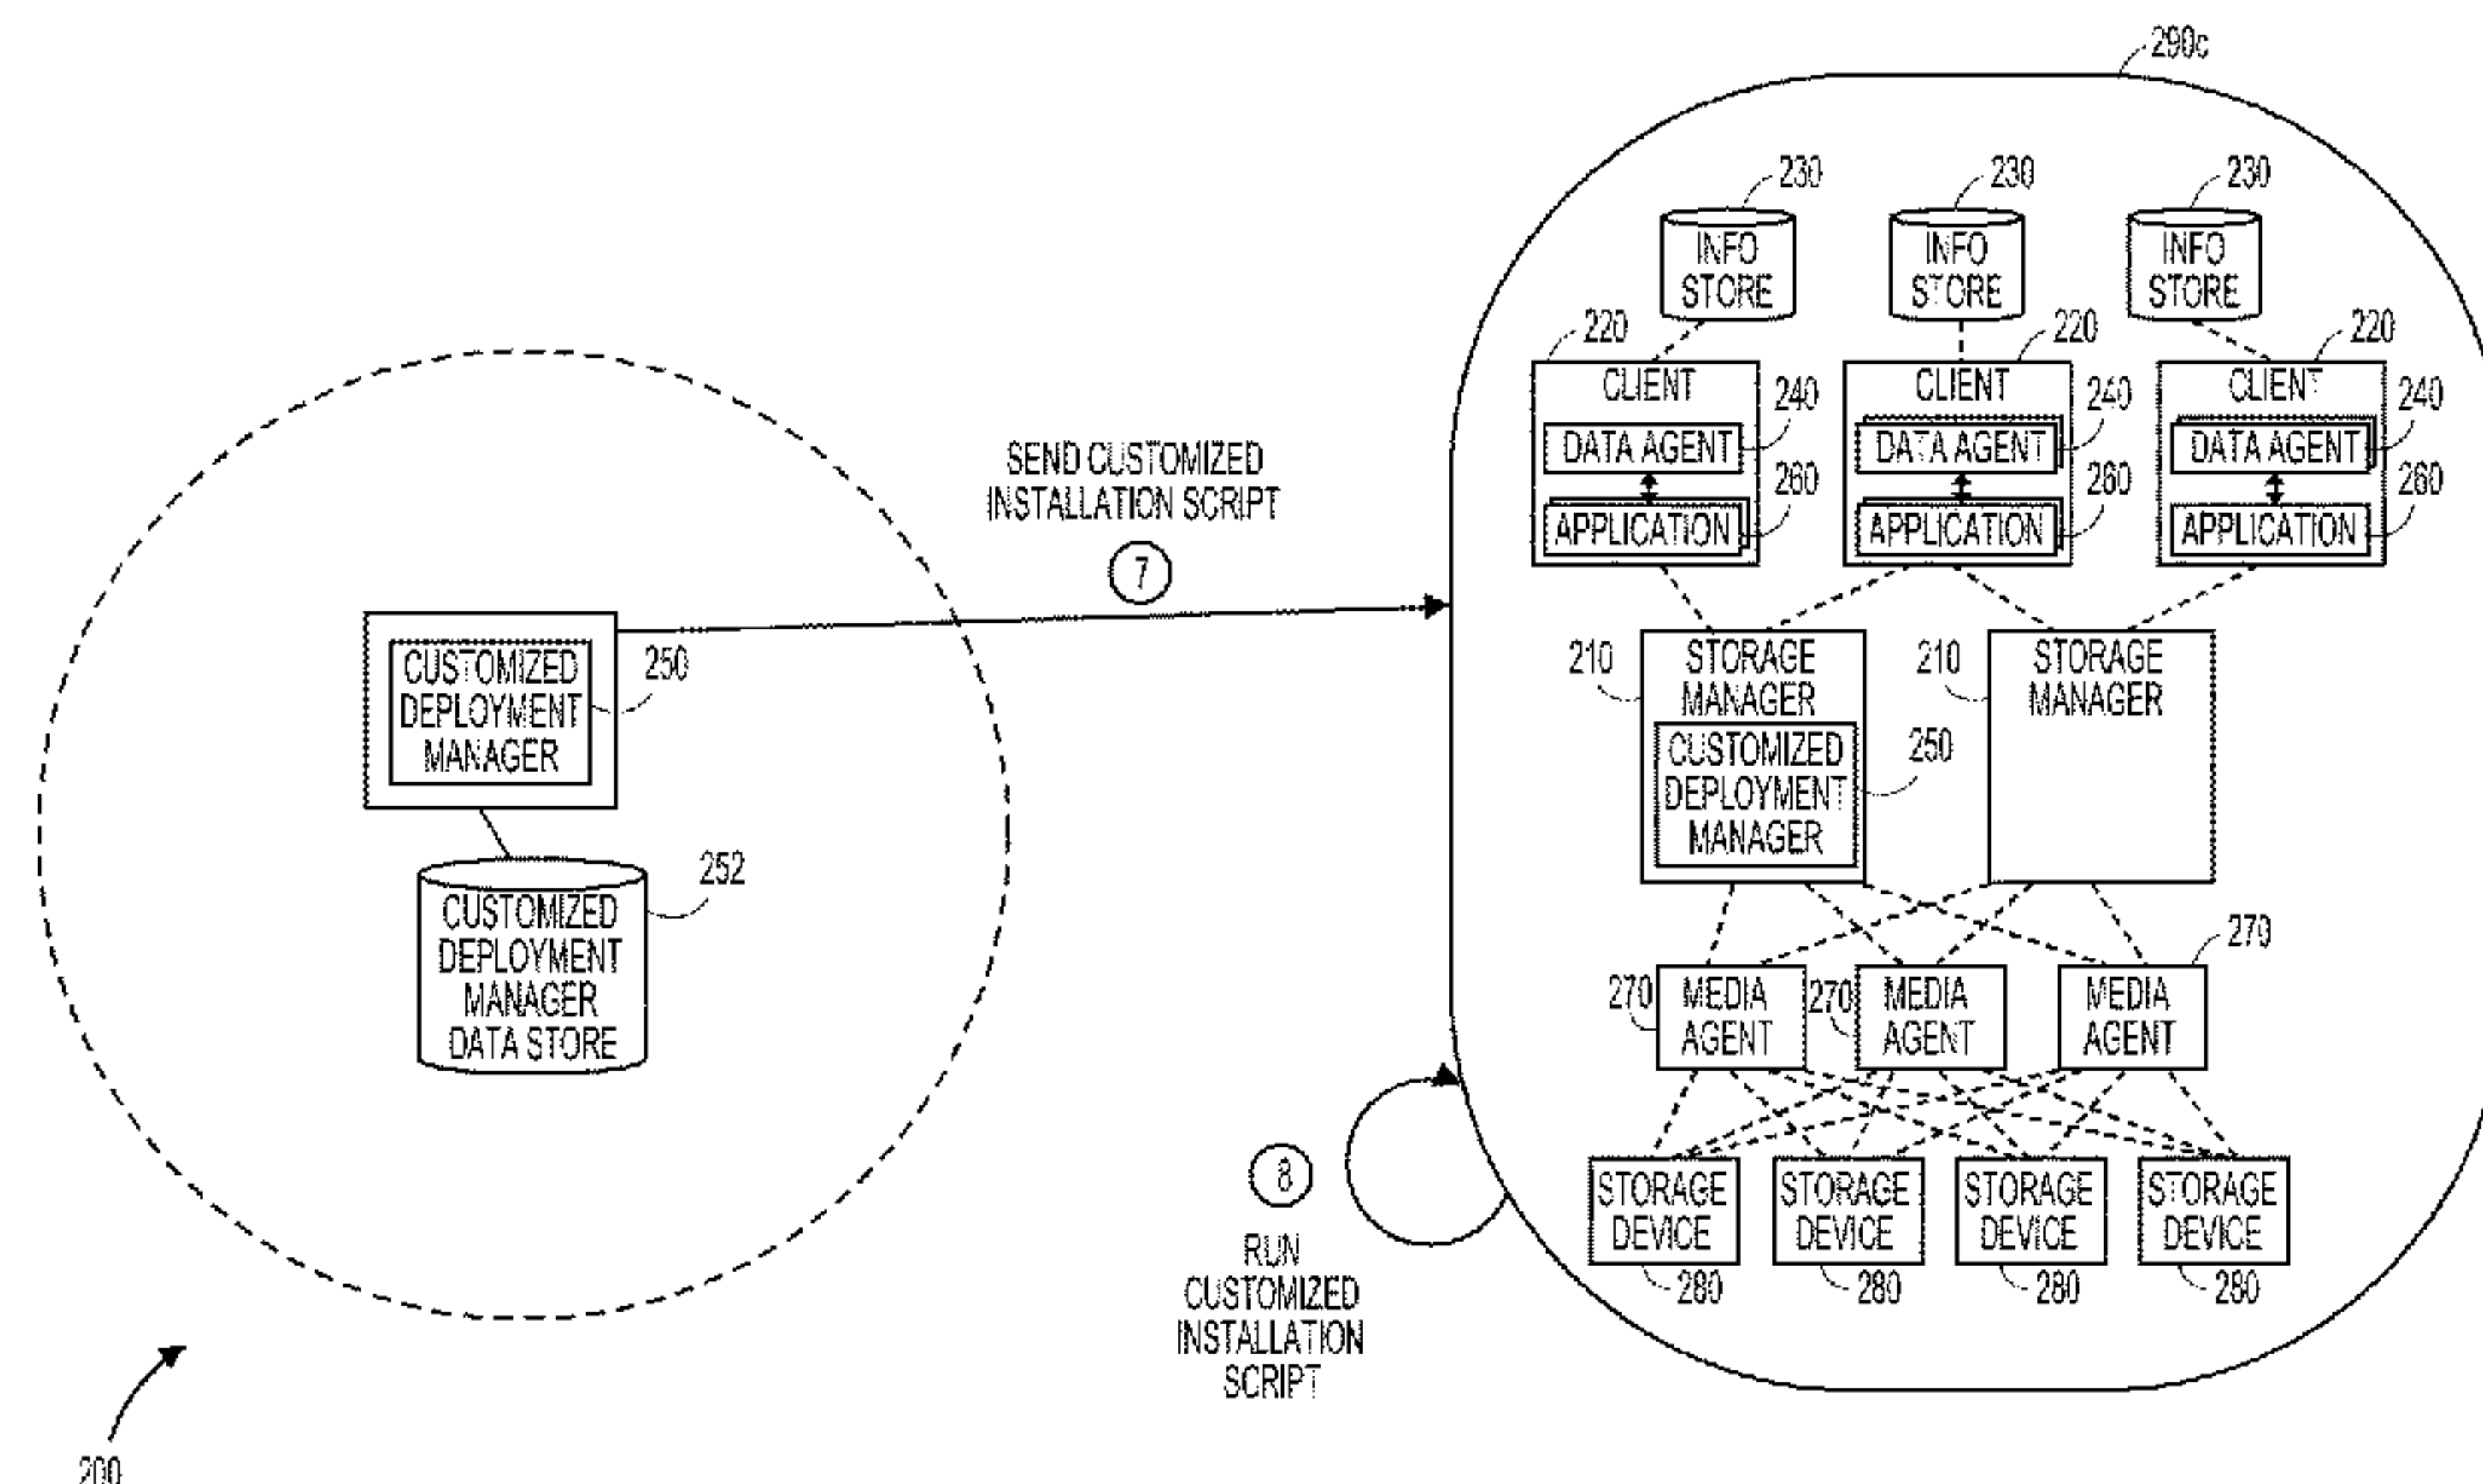 290c
230
230
230
INFO
STORE
INFO
STORE
INFO
STORE
220
220
220
CLIENT
CLIENT
CLIENT
240
240
240
DATA AGENT
DATA AGENT
DATA AGENT
260
260
260
APPLICATION
APPLICATION
APPLICATION
SEND CUSTOMIZED
INSTALLATION SCRIPT
7
CUSTOMIZED
DEPLOYMENT
MANAGER
250
252
CUSTOMIZED
DEPLOYMENT
MANAGER
DATA STORE
210
STORAGE
MANAGER
210
STORAGE
MANAGER
CUSTOMIZED
DEPLOYMENT
MANAGER
250
270
270
270
MEDIA
AGENT
MEDIA
AGENT
MEDIA
AGENT
8
RUN
CUSTOMIZED
INSTALLATION
SCRIPT
STORAGE
DEVICE
STORAGE
DEVICE
STORAGE
DEVICE
STORAGE
DEVICE
280
280
280
280
200